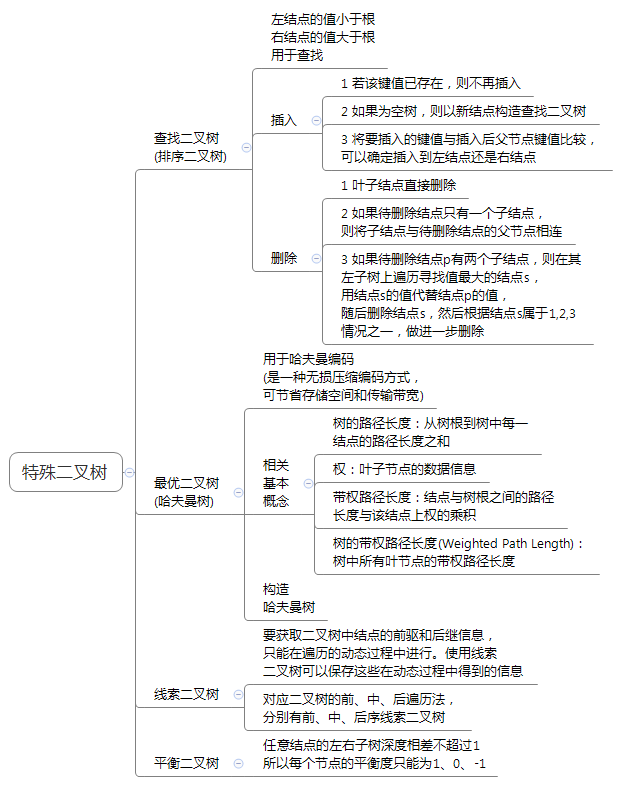 左结点的值小于根
右结点的值大于根
用于查找
1 若该键值已存在，则不再插入
插入
2 如果为空树，则以新结点构造查找二叉树
查找二叉树
(排序二叉树)
3 将要插入的键值与插入后父节点键值比较，
可以确定插入到左结点还是右结点
1 叶子结点直接删除
2 如果待删除结点只有一个子结点，
则将子结点与待删除结点的父节点相连
删除
3 如果待删除结点p有两个子结点，则在其
左子树上遍历寻找值最大的结点s，
用结点s的值代替结点p的值，
随后删除结点s，然后根据结点s属于1,2,3
情况之一，做进一步删除
用于哈夫曼编码
(是一种无损压缩编码方式，
可节省存储空间和传输带宽)
树的路径长度：从树根到树中每一
结点的路径长度之和
特殊二叉树
最优二叉树
(哈夫曼树)
相关
基本
概念
权：叶子节点的数据信息
带权路径长度：结点与树根之间的路径
长度与该结点上权的乘积
树的带权路径长度(Weighted Path Length)：
树中所有叶节点的带权路径长度
构造
哈夫曼树
要获取二叉树中结点的前驱和后继信息，
只能在遍历的动态过程中进行。使用线索
二叉树可以保存这些在动态过程中得到的信息
线索二叉树
对应二叉树的前、中、后遍历法，
分别有前、中、后序线索二叉树
平衡二叉树
任意结点的左右子树深度相差不超过1
所以每个节点的平衡度只能为1、0、-1